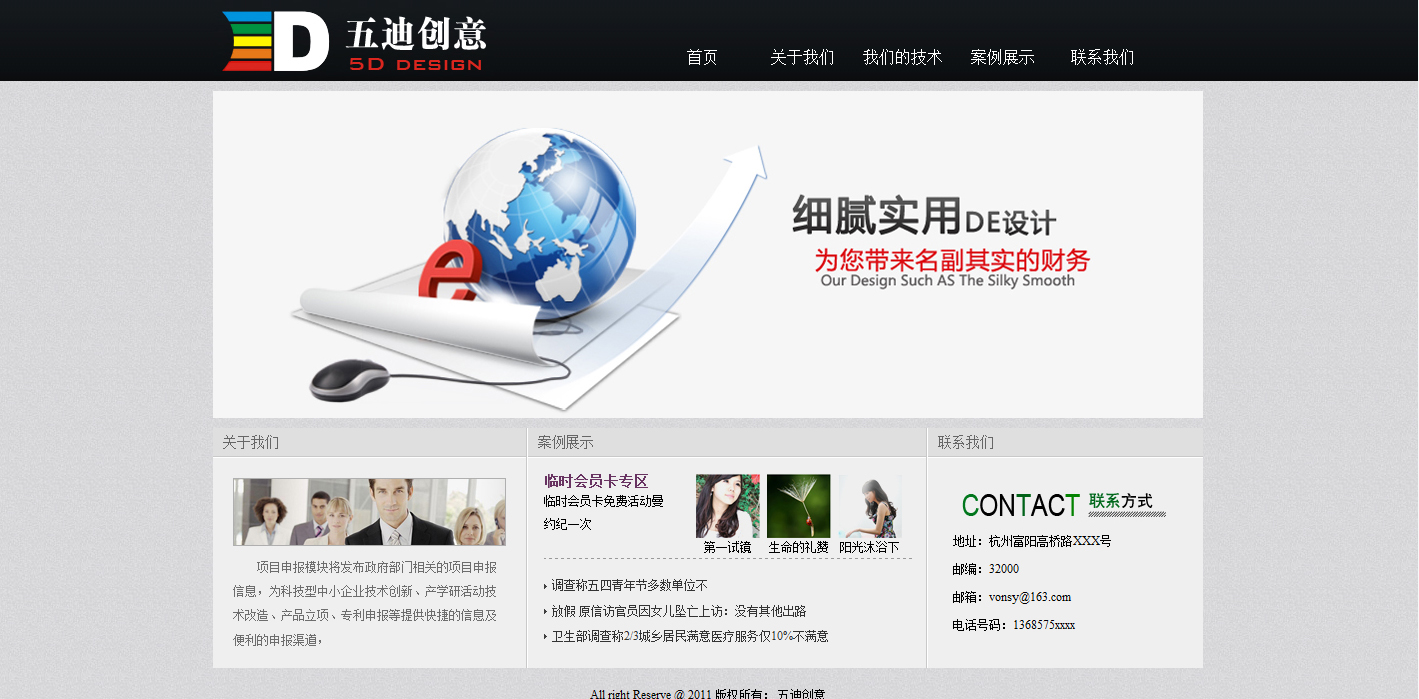 5D 五迪创意
5D DESIGN
首页 关于我们 我们的技术 案例展示 联系我们
细腻实用DE设计
为您带来名副其实的财务
Our Design Such AS The Silky Smooth
e
关于我们
项目申报模块将发布政府部门相关的项目申报
信息，为科技型中小企业技术创新、产学研活动技
术改造、产品立项、专利申报等提供快捷的信息及
便利的申报渠道，
案例展示
临时会员卡专区
临时会员卡免费活动曼
约纪一次
第一试镜 生命的礼赞 阳光沐浴下
调查称五四青年节多数单位不
放假 原信访官员因女儿坠亡上访：没有其他出路
卫生部调查称2/3城乡居民满意医疗服务仅10%不满意
联系我们
CONTACT 联系方式
地址：杭州富阳高桥路XXX号
邮编：32000
邮箱：vonsy@163.com
电话号码：1368575xxxx
All right Reserve @ 2011 版权所有： 五迪创意